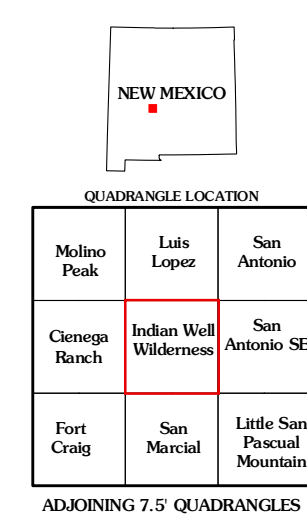 NEW MEXICO
QUADRANGLE LOCATION
Molino
Peak
Luis
Lopez
San
Antonio
Cienega
Ranch
Indian Well
Wilderness
San
Antonio SE
Fort
Craig
San
Marcial
Little San
Pascual
Mountain
ADJOINING 7.5' QUADRANGLES